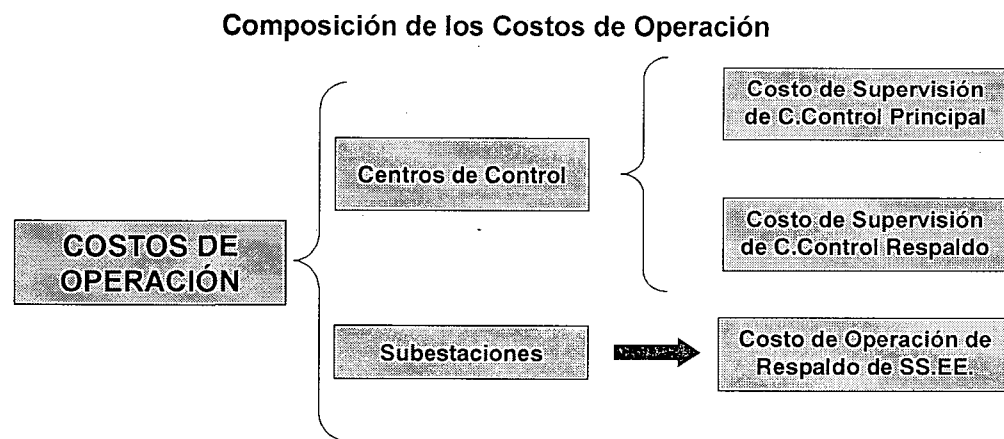 Composición de los Costos de Operación
Costo de Supervisión
de C.Control Principal
Centros de Control
Costo de Supervisión
de C.Control Respaldo
COSTOS DE
OPERACIÓN
Subestaciones
Costo de Operación de
Respaldo de SS.EE.